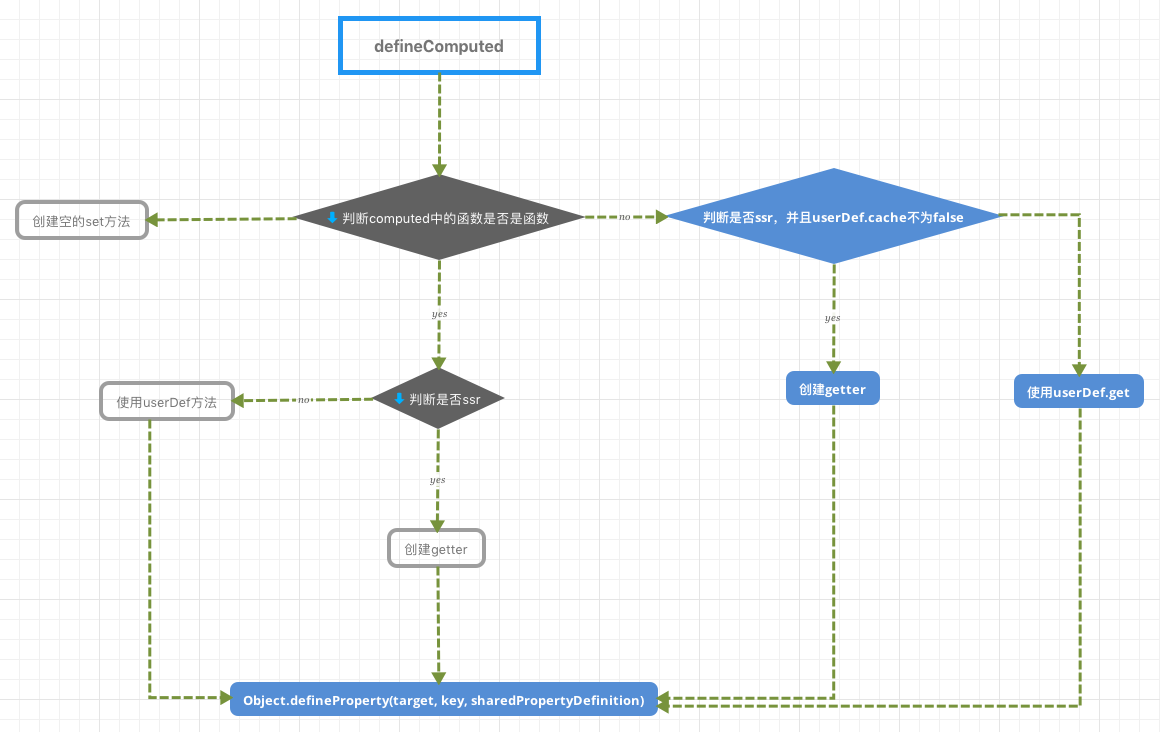 defineComputed
创建空的set方法
判断computed中的函数是否是函数
no
判断是否ssr，并且userDef.cache不为false
yes
yes
使用userDef方法
no
判断是否ssr
创建getter
使用userDef.get
yes
创建getter
Object.defineProperty(target, key, sharedPropertyDefinition)